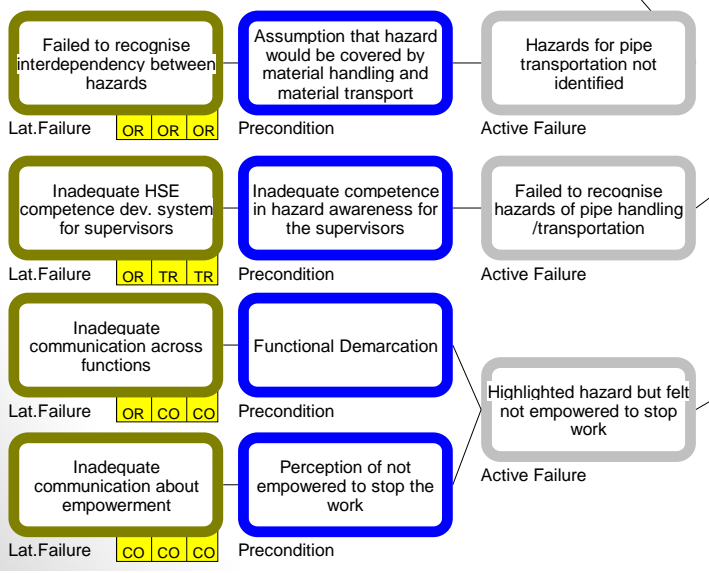 Failed to recognise
interdependency between
hazards
Assumption that hazard
would be covered by
material handling and
material transport
Hazards for pipe
transportation not
identified
Lat.Failure
OR OR OR
Precondition
Active Failure
Inadequate HSE
competence dev. system
for supervisors
Inadequate competence
in hazard awareness for
the supervisors
Failed to recognise
hazards of pipe handling
/transportation
Lat.Failure
OR TR TR
Precondition
Active Failure
Inadequate
communication across
functions
Functional Demarcation
Lat.Failure
OR CO CO
Precondition
Highlighted hazard but felt
not empowered to stop
work
Active Failure
Inadequate
communication about
empowerment
Perception of not
empowered to stop the
work
Lat.Failure
CO CO CO
Precondition